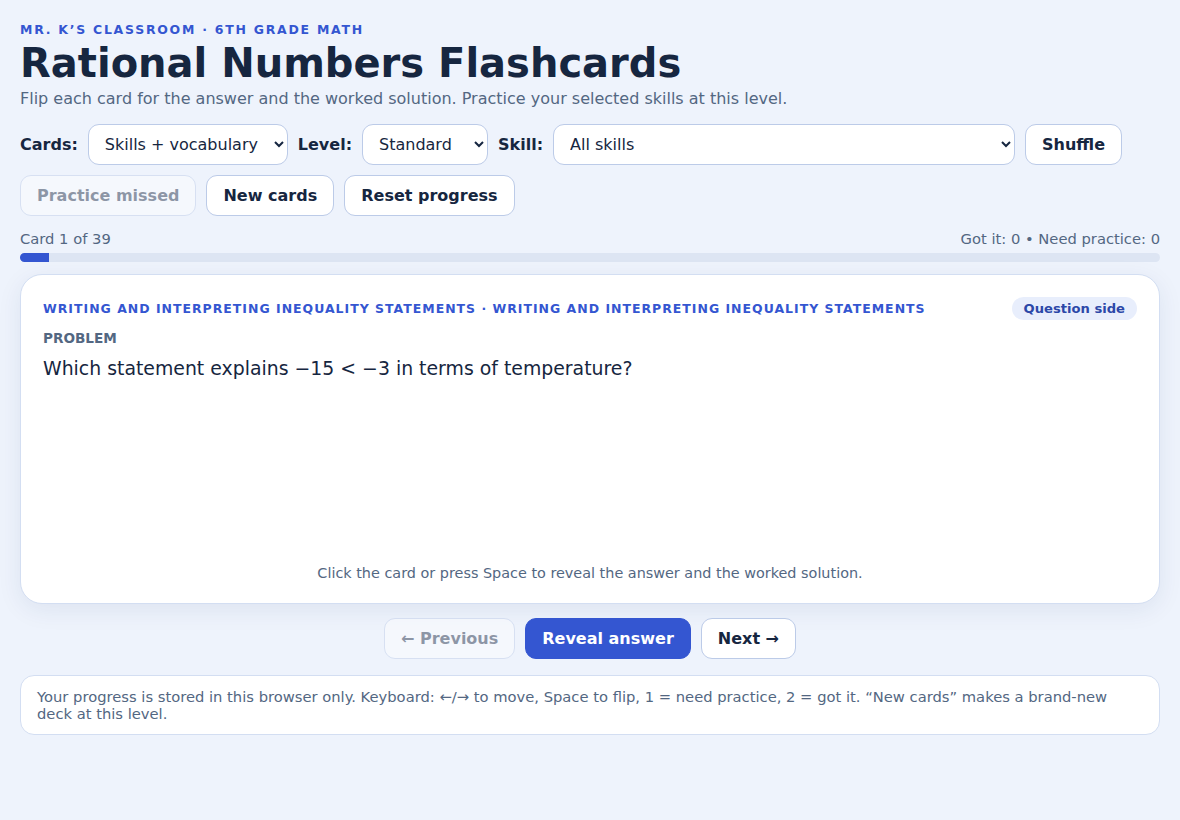 MR. K’S CLASSROOM · 6TH GRADE MATH
Rational Numbers Flashcards
Flip each card for the answer and the worked solution. Practice your selected skills at this level.
Cards: Skills + vocabulary Level: Standard Skill: All skills Shuffle
Practice missed New cards Reset progress
Card 1 of 39 Got it: 0 • Need practice: 0
WRITING AND INTERPRETING INEQUALITY STATEMENTS · WRITING AND INTERPRETING INEQUALITY STATEMENTS Question side
PROBLEM
Which statement explains −15 < −3 in terms of temperature?
Click the card or press Space to reveal the answer and the worked solution.
← Previous Reveal answer Next →
Your progress is stored in this browser only. Keyboard: ←/→ to move, Space to flip, 1 = need practice, 2 = got it. “New cards” makes a brand-new
deck at this level.